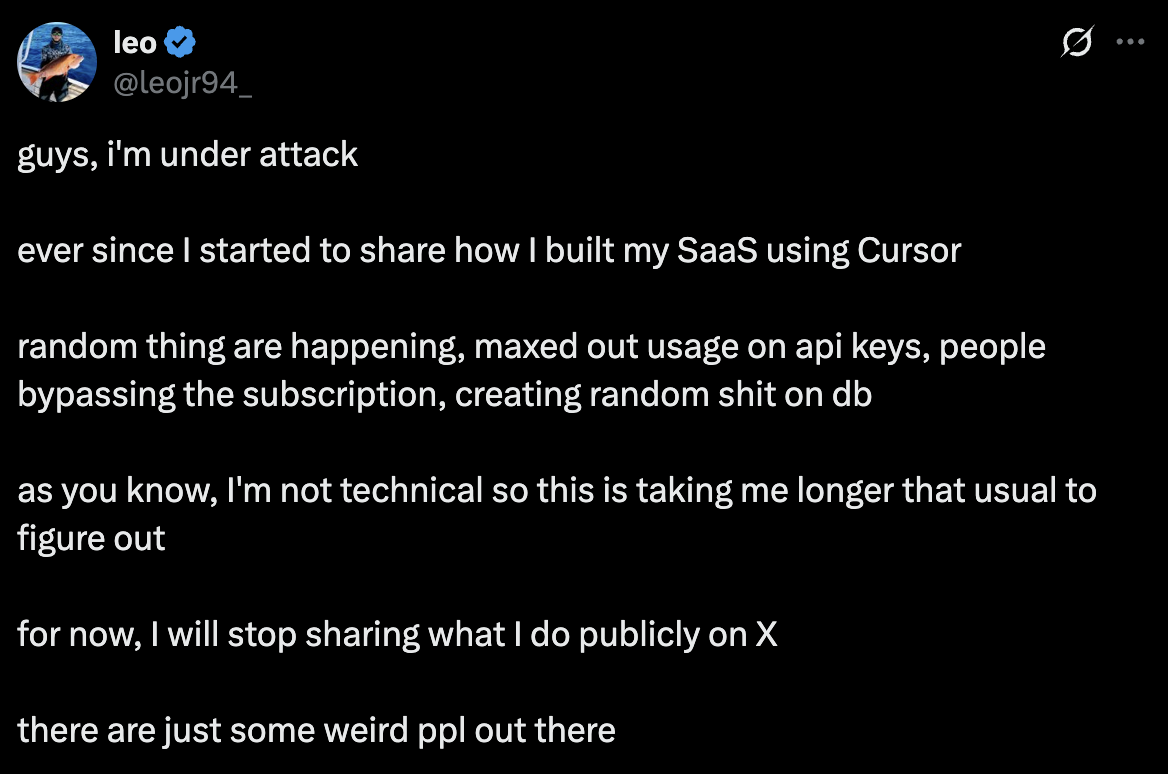 leo
@leojr94_
guys, i'm under attack
ever since I started to share how I built my SaaS using Cursor
random thing are happening, maxed out usage on api keys, people
bypassing the subscription, creating random shit on db
as you know, I'm not technical so this is taking me longer that usual to
figure out
for now, I will stop sharing what I do publicly on X
there are just some weird ppl out there